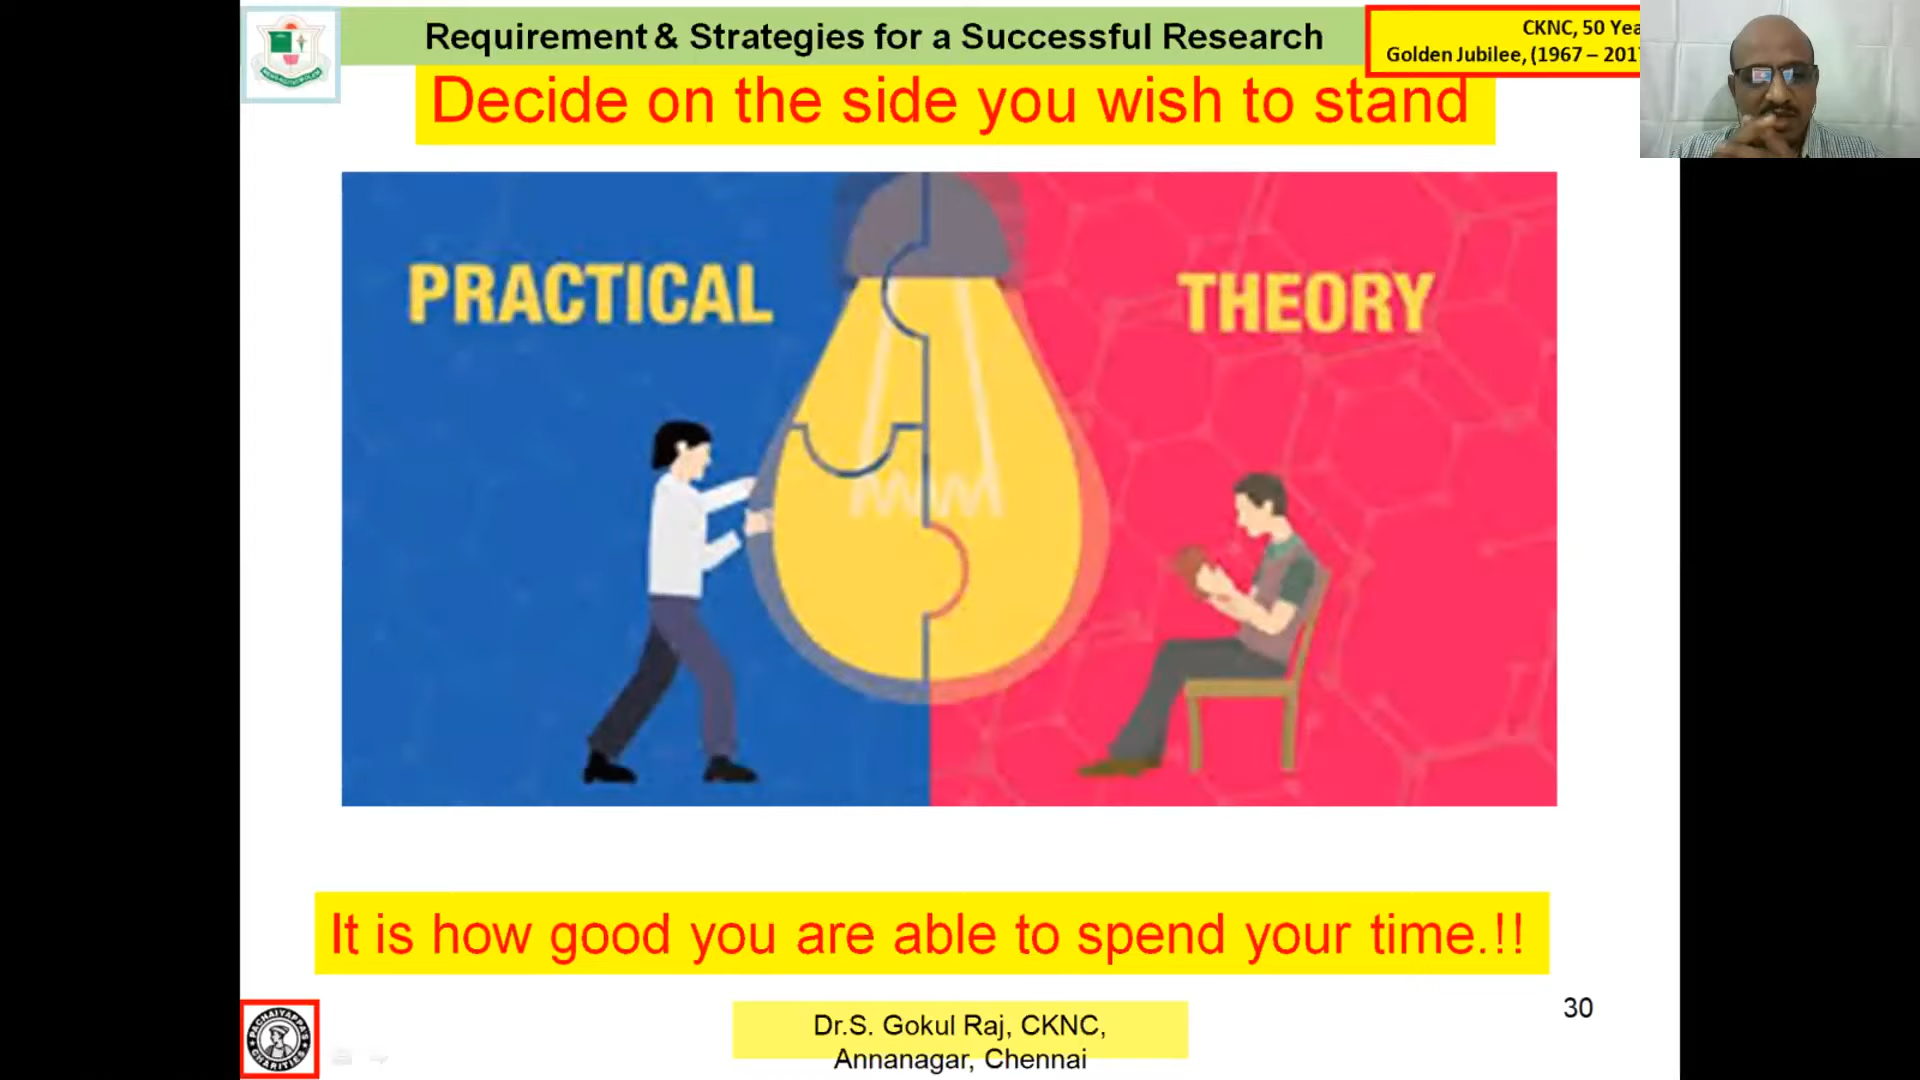 Requirement & Strategies for a Successful Research
CKNC, 50 Yea
Golden Jubilee, (1967 – 201
Decide on the side you wish to stand
PRACTICAL
THEORY
It is how good you are able to spend your time.!!
PACHAIYAPPA'S
CHARITIES
Dr.S. Gokul Raj, CKNC,
Annanagar, Chennai
30